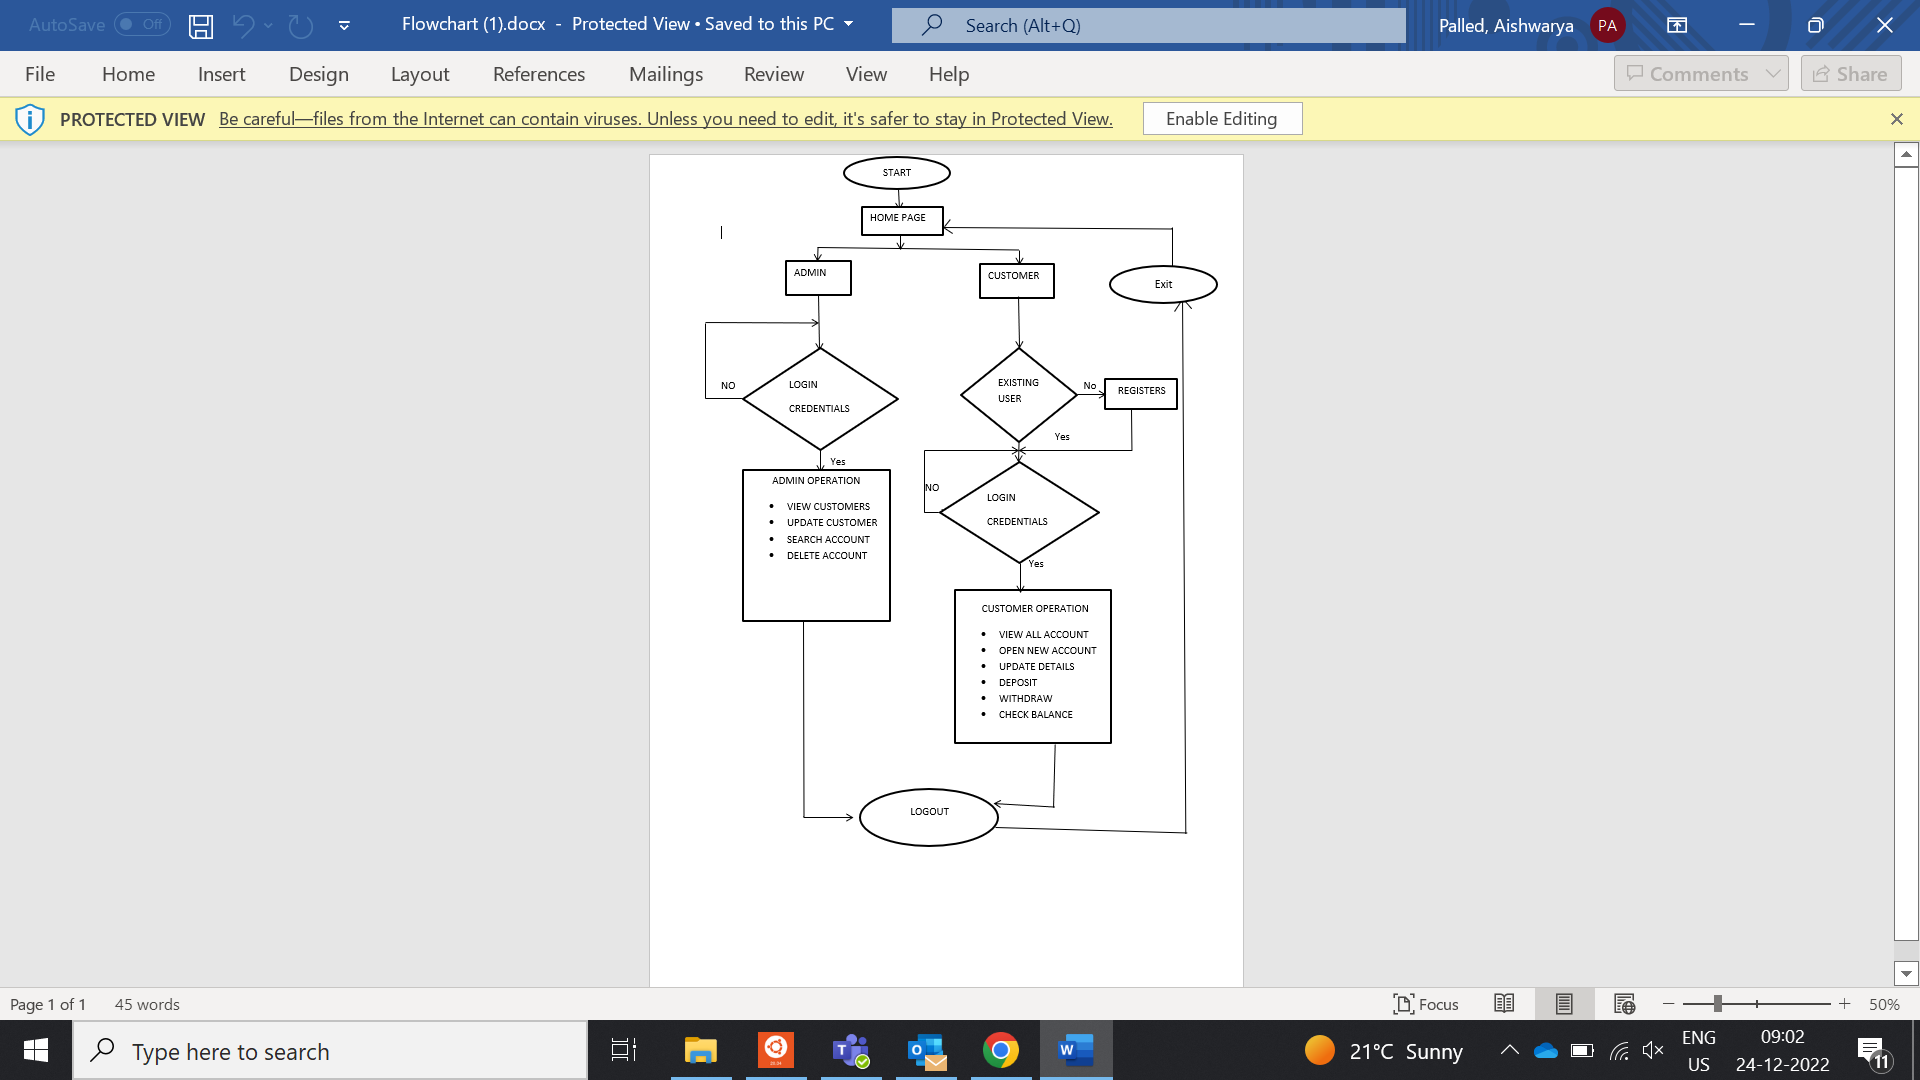 AutoSave Off
Flowchart (1).docx - Protected View • Saved to this PC
Search (Alt+Q)
Palled, Aishwarya PA
File Home Insert Design Layout References Mailings Review View Help
Comments Share
PROTECTED VIEW Be careful—files from the Internet can contain viruses. Unless you need to edit, it's safer to stay in Protected View. Enable Editing
START
HOME PAGE
ADMIN
CUSTOMER
Exit
NO
LOGIN
CREDENTIALS
EXISTING
USER
No
REGISTERS
Yes
Yes
ADMIN OPERATION
• VIEW CUSTOMERS
• UPDATE CUSTOMER
• SEARCH ACCOUNT
• DELETE ACCOUNT
NO
LOGIN
CREDENTIALS
Yes
CUSTOMER OPERATION
• VIEW ALL ACCOUNT
• OPEN NEW ACCOUNT
• UPDATE DETAILS
• DEPOSIT
• WITHDRAW
• CHECK BALANCE
LOGOUT
Page 1 of 1 45 words
Focus
50%
Type here to search
21°C Sunny
ENG
US
09:02
24-12-2022
11